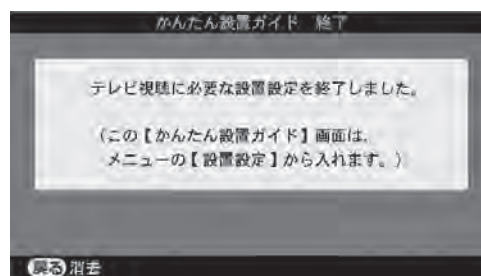 かんたん設置ガイド 終了
テレビ視聴に必要な設置設定を終了しました。
(この【かんたん設置ガイド】画面は、
メニューの【設置設定】から入れます。)
戻る 消去